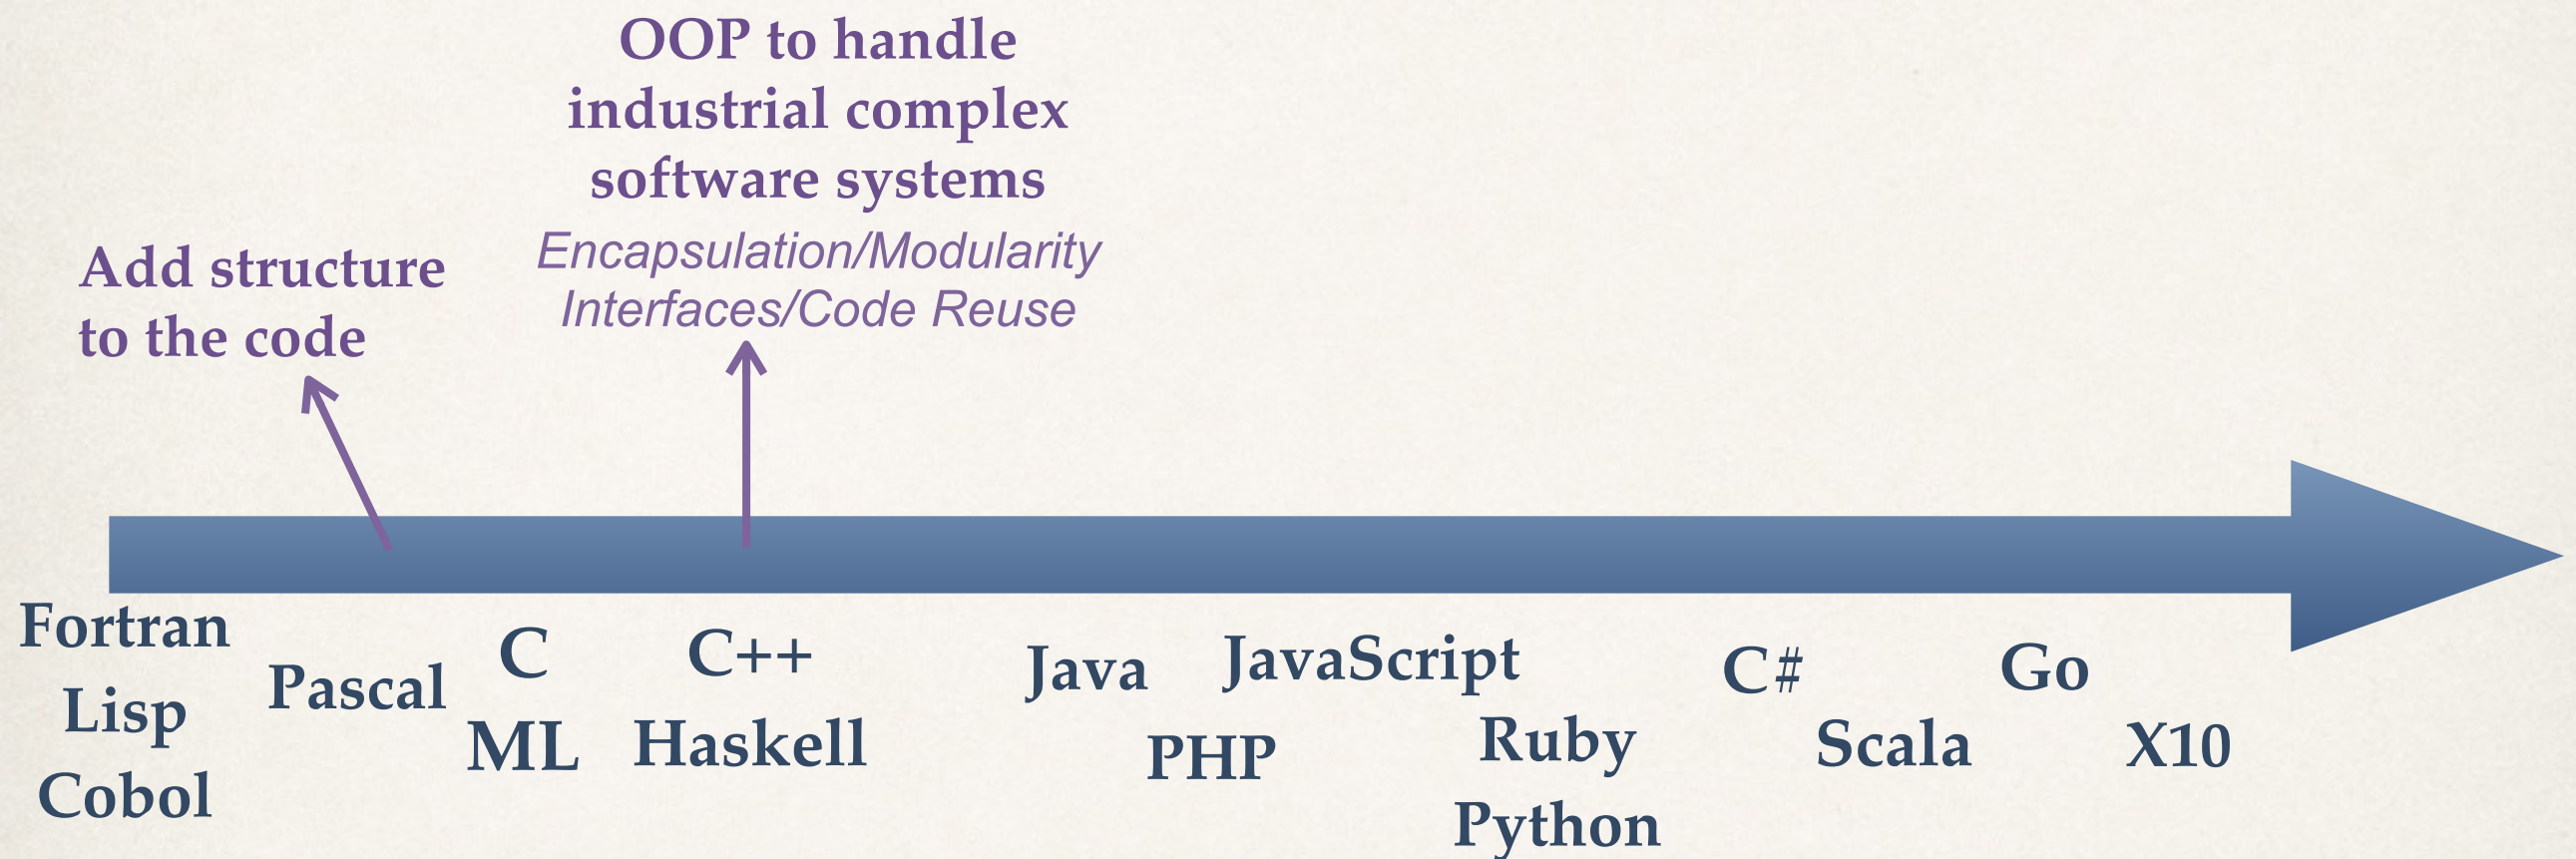 OOP to handle
industrial complex
software systems
Encapsulation/Modularity
Interfaces/Code Reuse
Add structure
to the code
Fortran
Lisp
Cobol
Pascal
C
ML
C++
Haskell
Java
PHP
JavaScript
Ruby
Python
C#
Scala
Go
X10